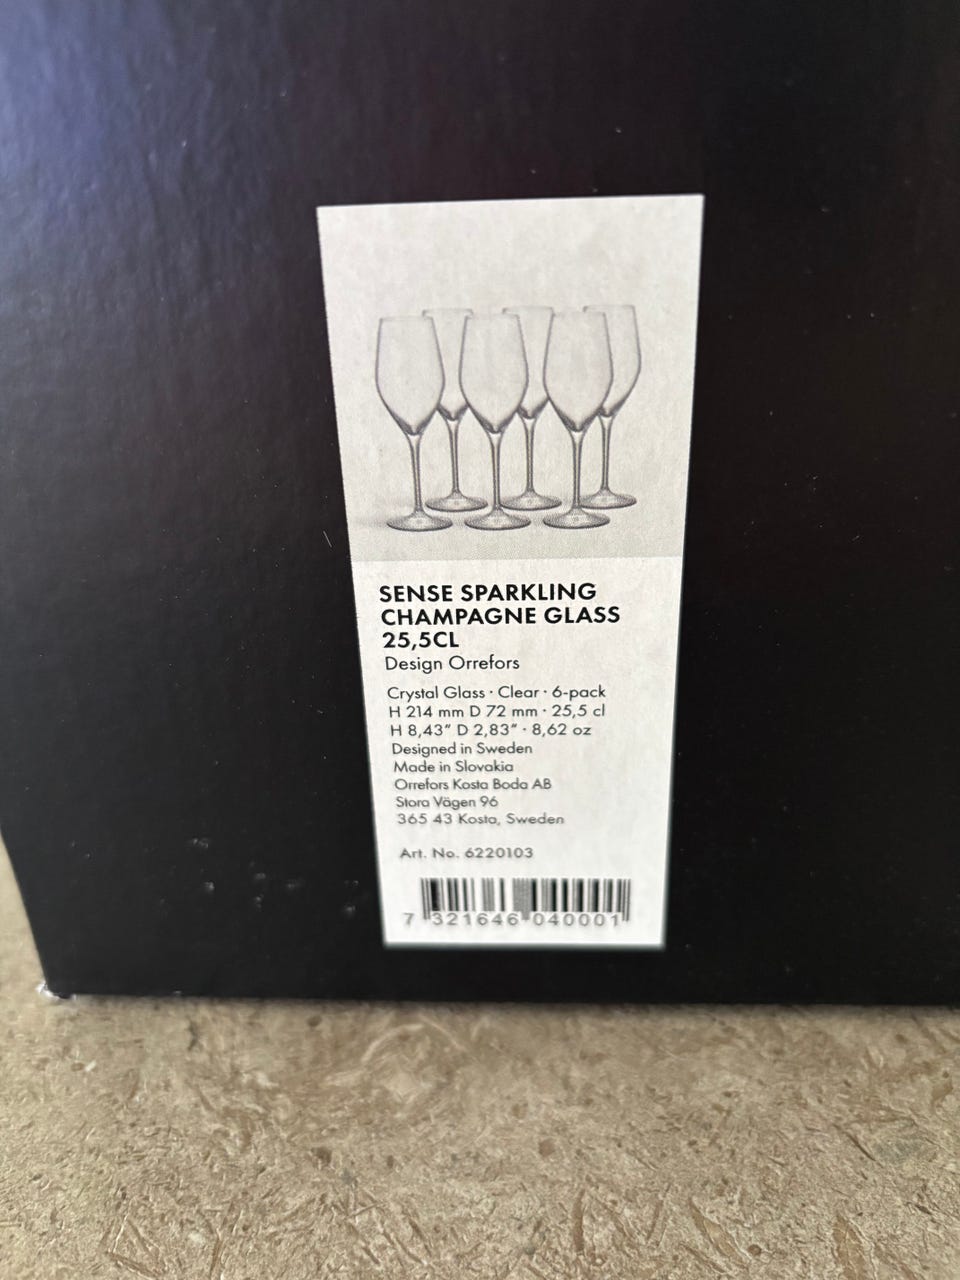 SENSE SPARKLING
CHAMPAGNE GLASS
25,5CL
Design Orrefors
Crystal Glass · Clear · 6-pack
H 214 mm D 72 mm · 25,5 cl
H 8,43” D 2,83” · 8,62 oz
Designed in Sweden
Made in Slovakia
Orrefors Kosta Boda AB
Stora Vägen 96
365 43 Kosta, Sweden
Art. No. 6220103
7 321646 040001